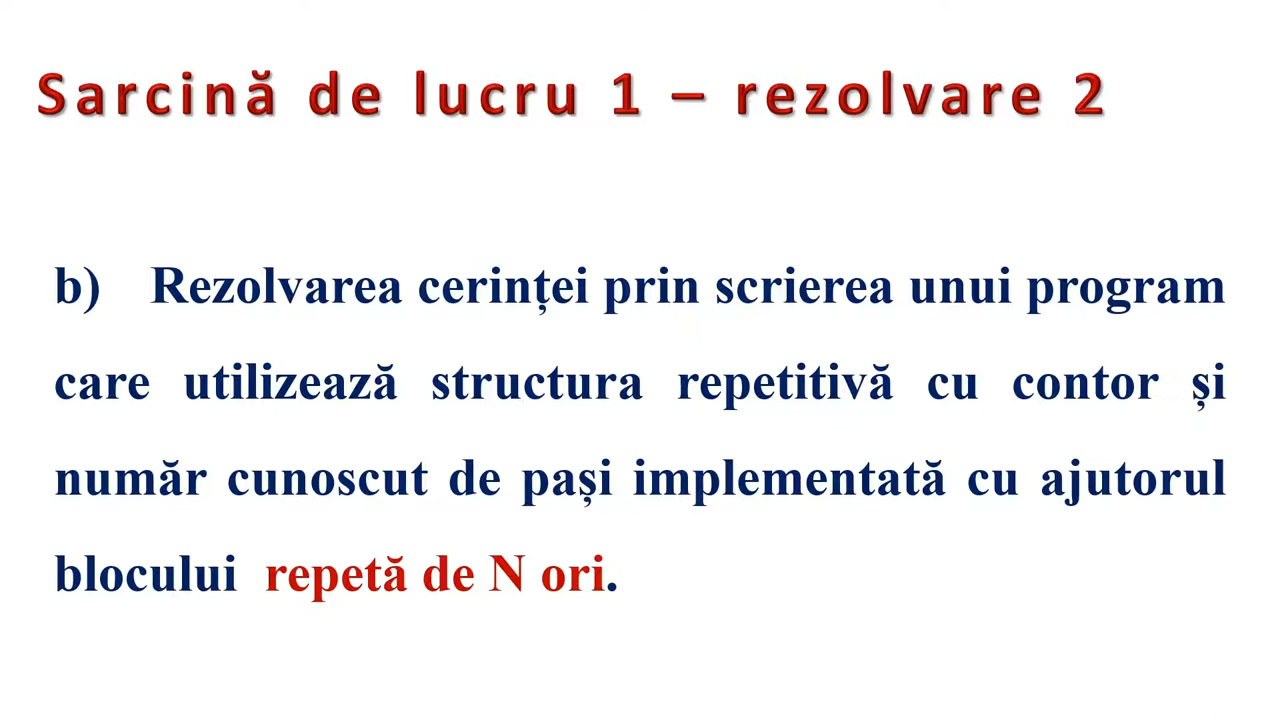 Sarcină de lucru 1 – rezolvare 2
b) Rezolvarea cerinței prin scrierea unui program
care utilizează structura repetitivă cu contor și
număr cunoscut de pași implementată cu ajutorul
blocului repetă de N ori.